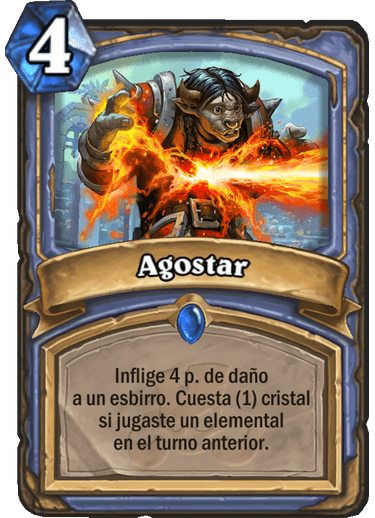 4
Agostar
Inflige 4 p. de daño
a un esbirro. Cuesta (1) cristal
si jugaste un elemental
en el turno anterior.